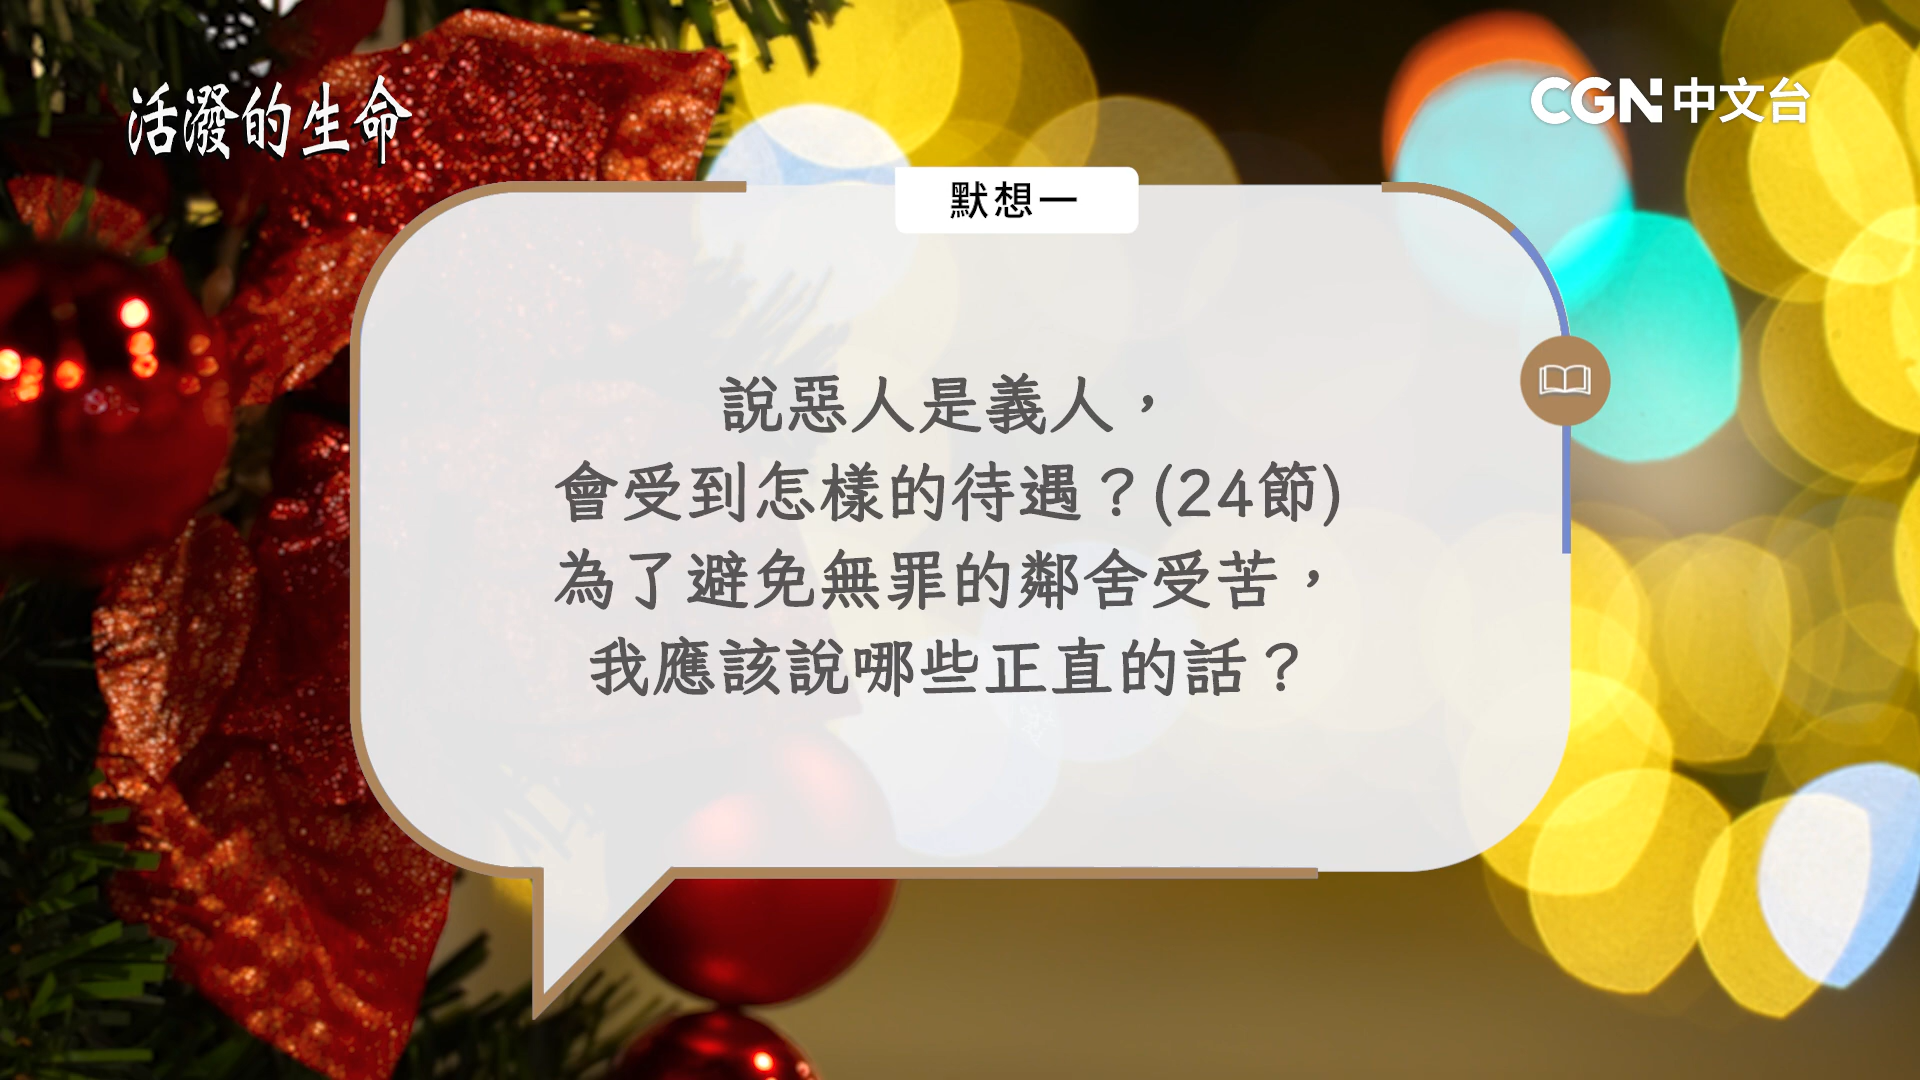 活潑的生命
CGN中文台
默想一
說惡人是義人，
會受到怎樣的待遇？(24節)
為了避免無罪的鄰舍受苦，
我應該說哪些正直的話？